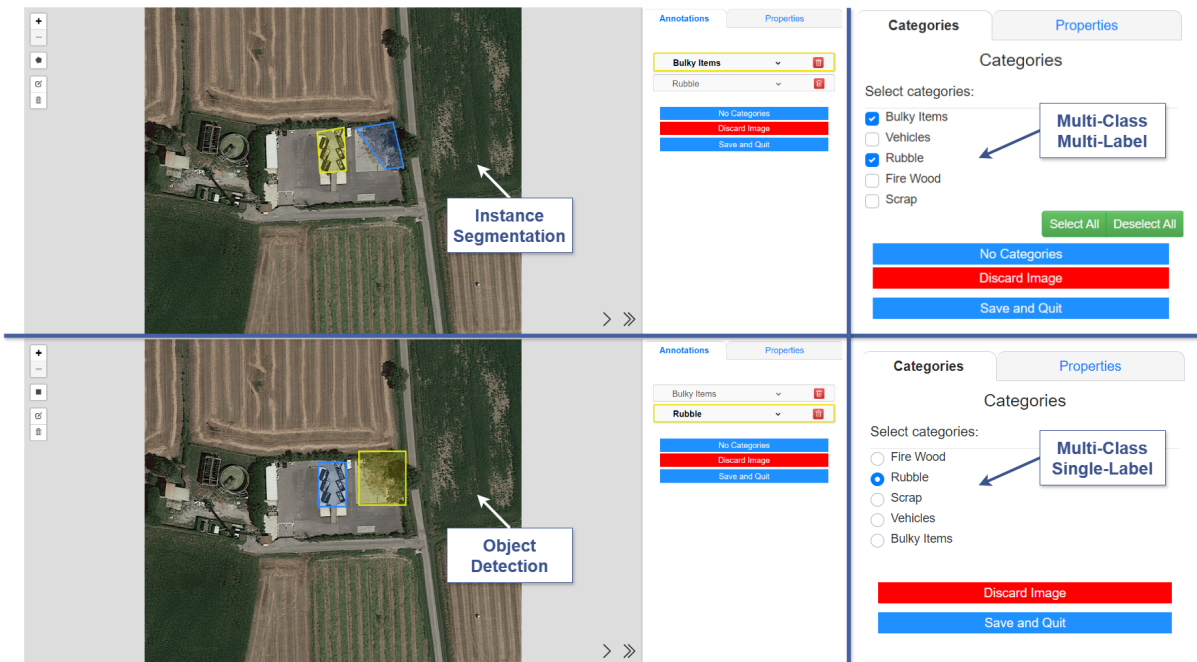 +
−
Annotations
Properties
Bulky Items
Rubble
No Categories
Discard Image
Save and Quit
Instance
Segmentation
Categories
Properties
Categories
Select categories:
Bulky Items
Vehicles
Rubble
Fire Wood
Scrap
Multi-Class
Multi-Label
Select All Deselect All
No Categories
Discard Image
Save and Quit
+
−
Annotations
Properties
Bulky Items
Rubble
No Categories
Discard Image
Save and Quit
Object
Detection
Categories
Properties
Categories
Select categories:
Fire Wood
Rubble
Scrap
Vehicles
Bulky Items
Multi-Class
Single-Label
Discard Image
Save and Quit